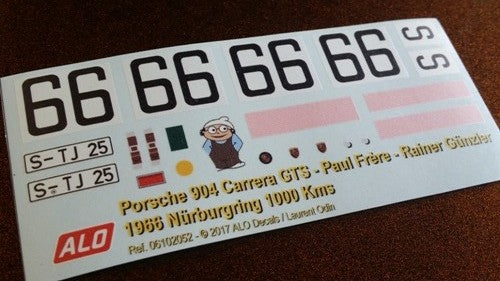 66 66 66 66 S
S
S-TJ 25
S-TJ 25
Porsche 904 Carrera GTS - Paul Frère - Rainer Günzler
1966 Nürburgring 1000 Kms
ALO
Ref. 06102052 - © 2017 ALO Decals / Laurent Odin